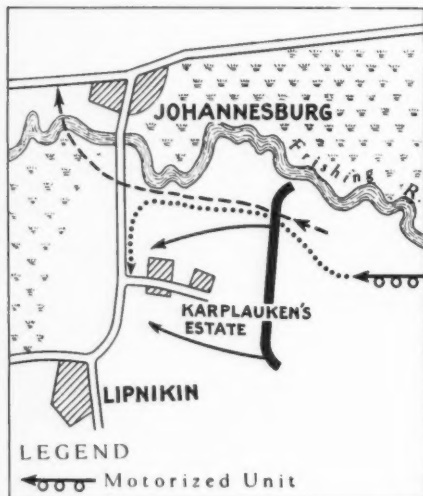 JOHANNESBURG
Frishing R.
KARPLAUKEN'S
ESTATE
LIPNIKIN
LEGEND
Motorized Unit